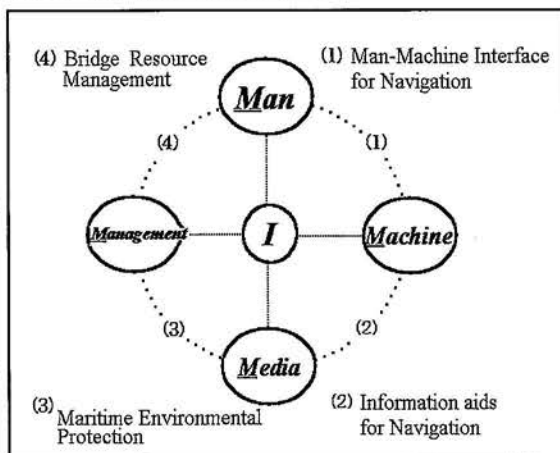 (4) Bridge Resource
Management
(1) Man-Machine Interface
for Navigation
Man
(4)
(1)
Management
I
Machine
(3)
(2)
Media
(3) Maritime Environmental
Protection
(2) Information aids
for Navigation